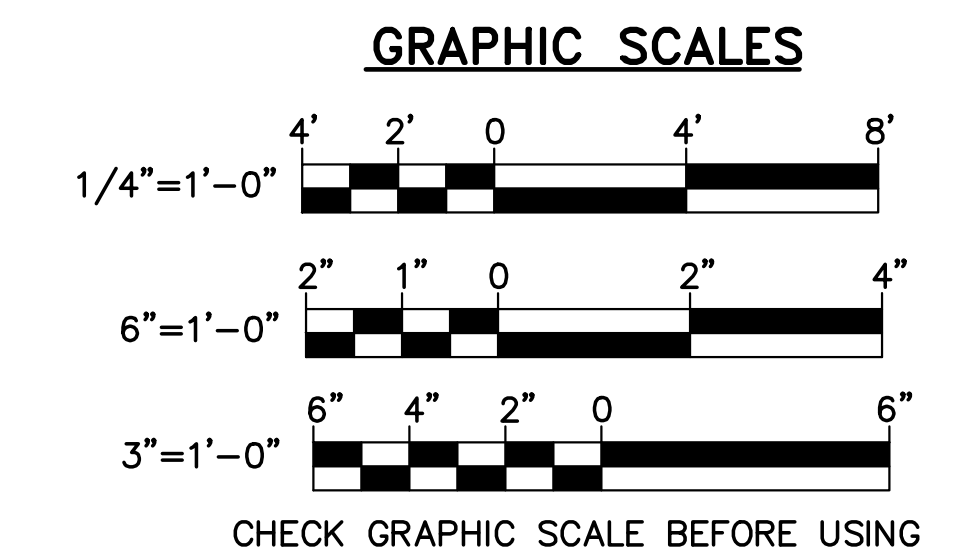 GRAPHIC SCALES
4' 2' 0 4' 8'
1/4"=1'-0"
2" 1" 0 2" 4"
6"=1'-0"
6" 4" 2" 0 6"
3"=1'-0"
CHECK GRAPHIC SCALE BEFORE USING